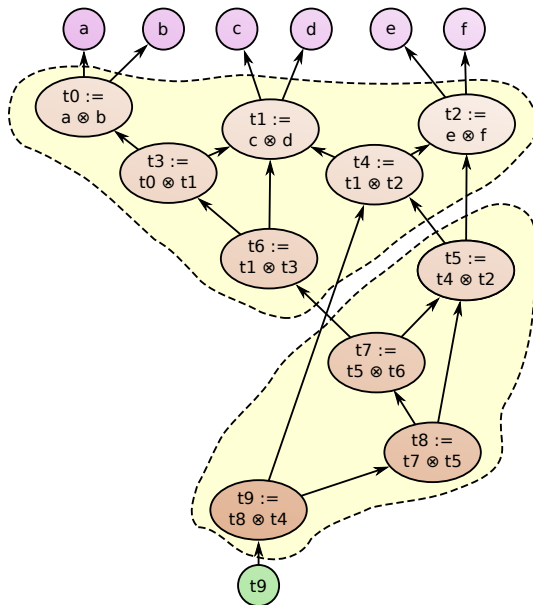 a
b
c
d
e
f
t0 :=
a ⊗ b
t1 :=
c ⊗ d
t2 :=
e ⊗ f
t3 :=
t0 ⊗ t1
t4 :=
t1 ⊗ t2
t6 :=
t1 ⊗ t3
t5 :=
t4 ⊗ t2
t7 :=
t5 ⊗ t6
t8 :=
t7 ⊗ t5
t9 :=
t8 ⊗ t4
t9